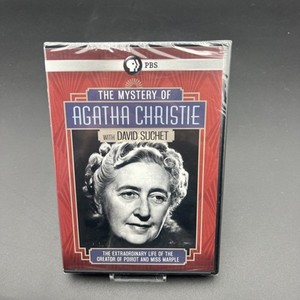 PBS
THE MYSTERY OF
AGATHA CHRISTIE
WITH DAVID SUCHET
THE EXTRAORDINARY LIFE OF THE
CREATOR OF POIROT AND MISS MARPLE